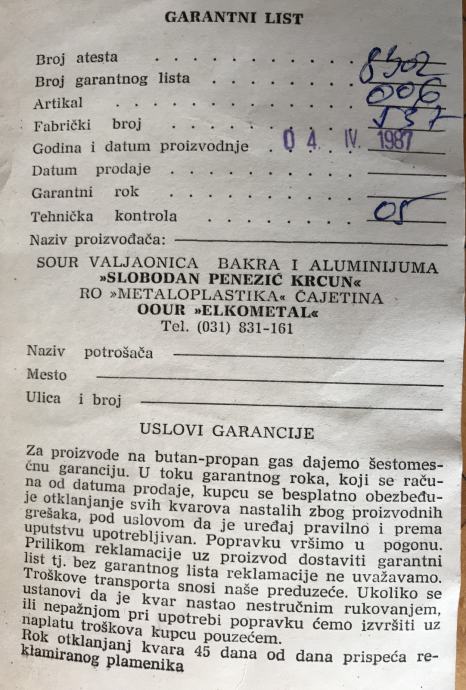 GARANTNI LIST
Broj atesta . . . . . . . . . . 8502
Broj garantnog lista . . . . . . . 006
Artikal . . . . . . . . . . . 137
Fabrički broj . . . . . . . . .
Godina i datum proizvodnje . 04. IV. 1987
Datum prodaje . . . . . . . . .
Garantni rok . . . . . . . . .
Tehnička kontrola . . . . . . . 05
Naziv proizvođača:
SOUR VALJAONICA BAKRA I ALUMINIJUMA
»SLOBODAN PENEZIĆ KRCUN«
RO »METALOPLASTIKA« ČAJETINA
OOUR »ELKOMETAL«
Tel. (031) 831-161
Naziv potrošača
Mesto
Ulica i broj
USLOVI GARANCIJE
Za proizvode na butan-propan gas dajemo šestomes-
čnu garanciju. U toku garantnog roka, koji se raču-
na od datuma prodaje, kupcu se besplatno obezbeđu-
je otklanjanje svih kvarova nastalih zbog proizvodnih
grešaka, pod uslovom da je uređaj pravilno i prema
uputstvu upotrebljivan. Popravku vršimo u pogonu.
Prilikom reklamacije uz proizvod dostaviti garantni
list tj. bez garantnog lista reklamacije ne uvažavamo.
Troškove transporta snosi naše preduzeće. Ukoliko se
ustanovi da je kvar nastao nestručnim rukovanjem,
ili nepažnjom pri upotrebi popravku ćemo izvršiti uz
naplatu troškova kupcu pouzećem.
Rok otklanjanj kvara 45 dana od dana prispeća re-
klamiranog plamenika